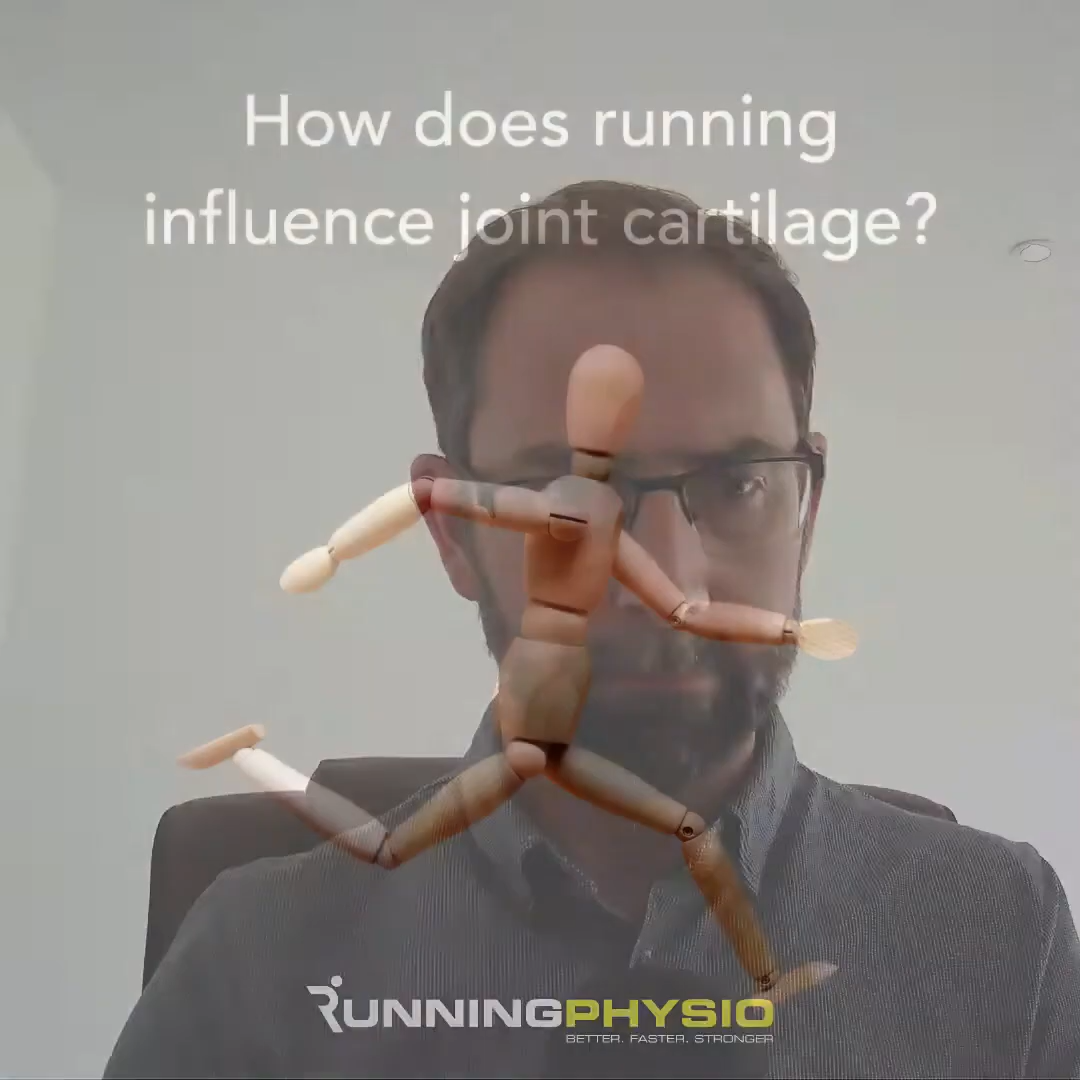 How does running
influence joint cartilage?
RUNNINGPHYSIO
BETTER. FASTER. STRONGER